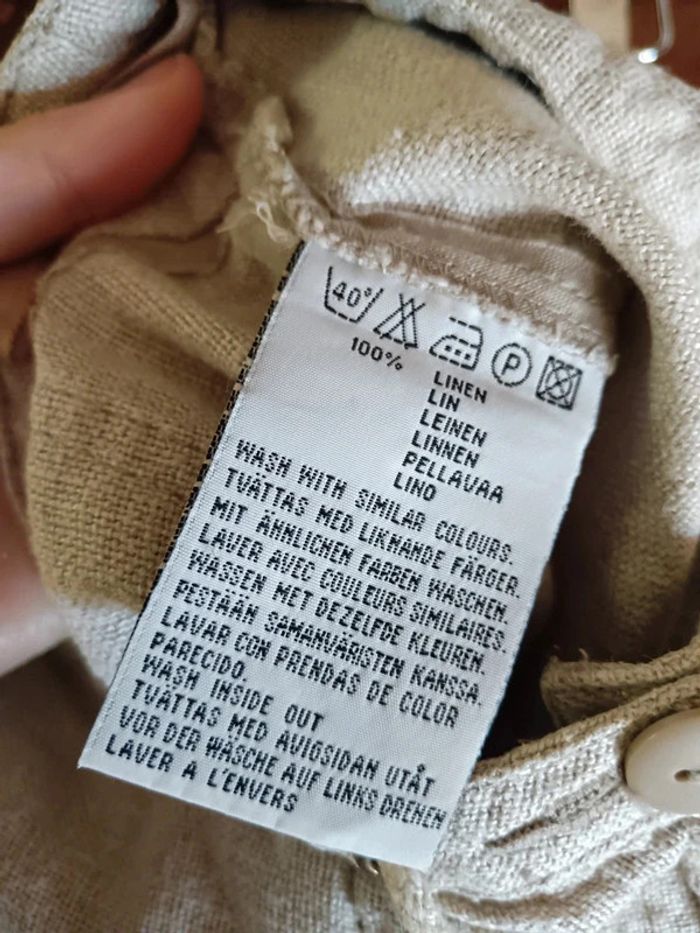 40° P
100% LINEN
LIN
LEINEN
LINNEN
PELLAVAA
LINO
WASH WITH SIMILAR COLOURS.
TVÄTTAS MED LIKNANDE FÄRGER.
MIT ÄHNLICHEN FARBEN WASCHEN.
LAVER AVEC COULEURS SIMILAIRES.
WASSEN MET DEZELFDE KLEUREN.
PESTÄÄN SAMANVÄRISTEN KANSSA.
LAVAR CON PRENDAS DE COLOR
PARECIDO.
WASH INSIDE OUT
TVÄTTAS MED AVIGSIDAN UTÅT
VOR DER WÄSCHE AUF LINKS DREHEN
LAVER A L'ENVERS